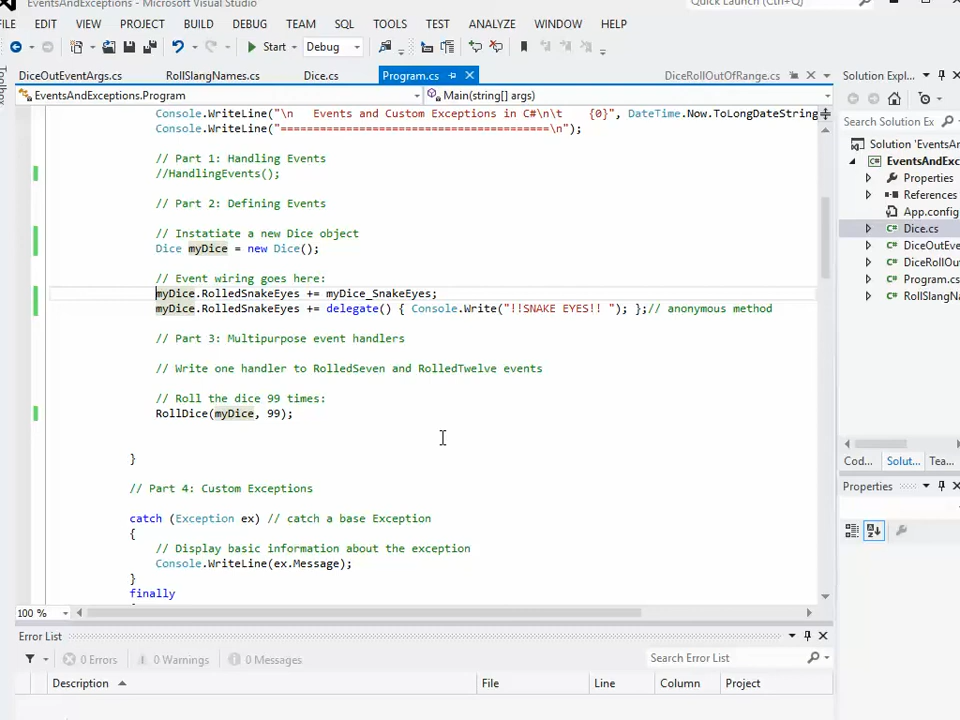 EventsAndExceptions - Microsoft Visual Studio
Quick Launch (Ctrl+Q)
FILE EDIT VIEW PROJECT BUILD DEBUG TEAM SQL TOOLS TEST ANALYZE WINDOW HELP
Start Debug
Toolbox
DiceOutEventArgs.cs RollSlangNames.cs Dice.cs Program.cs DiceRollOutOfRange.cs
EventsAndExceptions.Program Main(string[] args)
Console.WriteLine("\n   Events and Custom Exceptions in C#\n\t    {0}", DateTime.Now.ToLongDateString
Console.WriteLine("=========================================\n");
// Part 1: Handling Events
//HandlingEvents();
// Part 2: Defining Events
// Instatiate a new Dice object
Dice myDice = new Dice();
// Event wiring goes here:
myDice.RolledSnakeEyes += myDice_SnakeEyes;
myDice.RolledSnakeEyes += delegate() { Console.Write("!!SNAKE EYES!! "); };// anonymous method
// Part 3: Multipurpose event handlers
// Write one handler to RolledSeven and RolledTwelve events
// Roll the dice 99 times:
RollDice(myDice, 99);
}
// Part 4: Custom Exceptions
catch (Exception ex) // catch a base Exception
{
// Display basic information about the exception
Console.WriteLine(ex.Message);
}
finally
100 %
Error List
0 Errors 0 Warnings 0 Messages
Search Error List
Description File Line Column Project
Solution Expl...
Search Solution Ex
Solution 'EventsAn
EventsAndExc
Properties
References
App.config
Dice.cs
DiceOutEve
DiceRollOu
Program.cs
RollSlangNa
Cod... Solut... Tea...
Properties